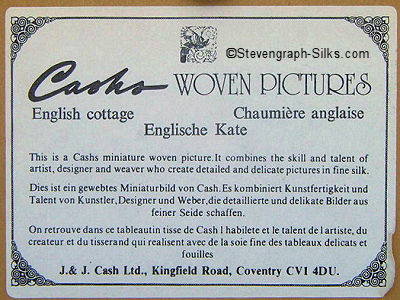 ©Stevengraph-Silks.com
Cashs WOVEN PICTURES
English cottage Chaumière anglaise
Englische Kate
This is a Cashs miniature woven picture.It combines the skill and talent of
artist, designer and weaver who create detailed and delicate pictures in fine silk.
Dies ist ein gewebtes Miniaturbild von Cash.Es kombiniert Kunstfertigkeit und
Talent von Kunstler,Designer und Weber,die detaillierte und delikate Bilder aus
feiner Seide schaffen.
On retrouve dans ce tableautin tisse de Cash l habilete et le talent de lartiste, du
createur et du tisserand qui realisent avec de la soie fine des tableaux delicats et
fouilles
J.& J. Cash Ltd., Kingfield Road, Coventry CV1 4DU.